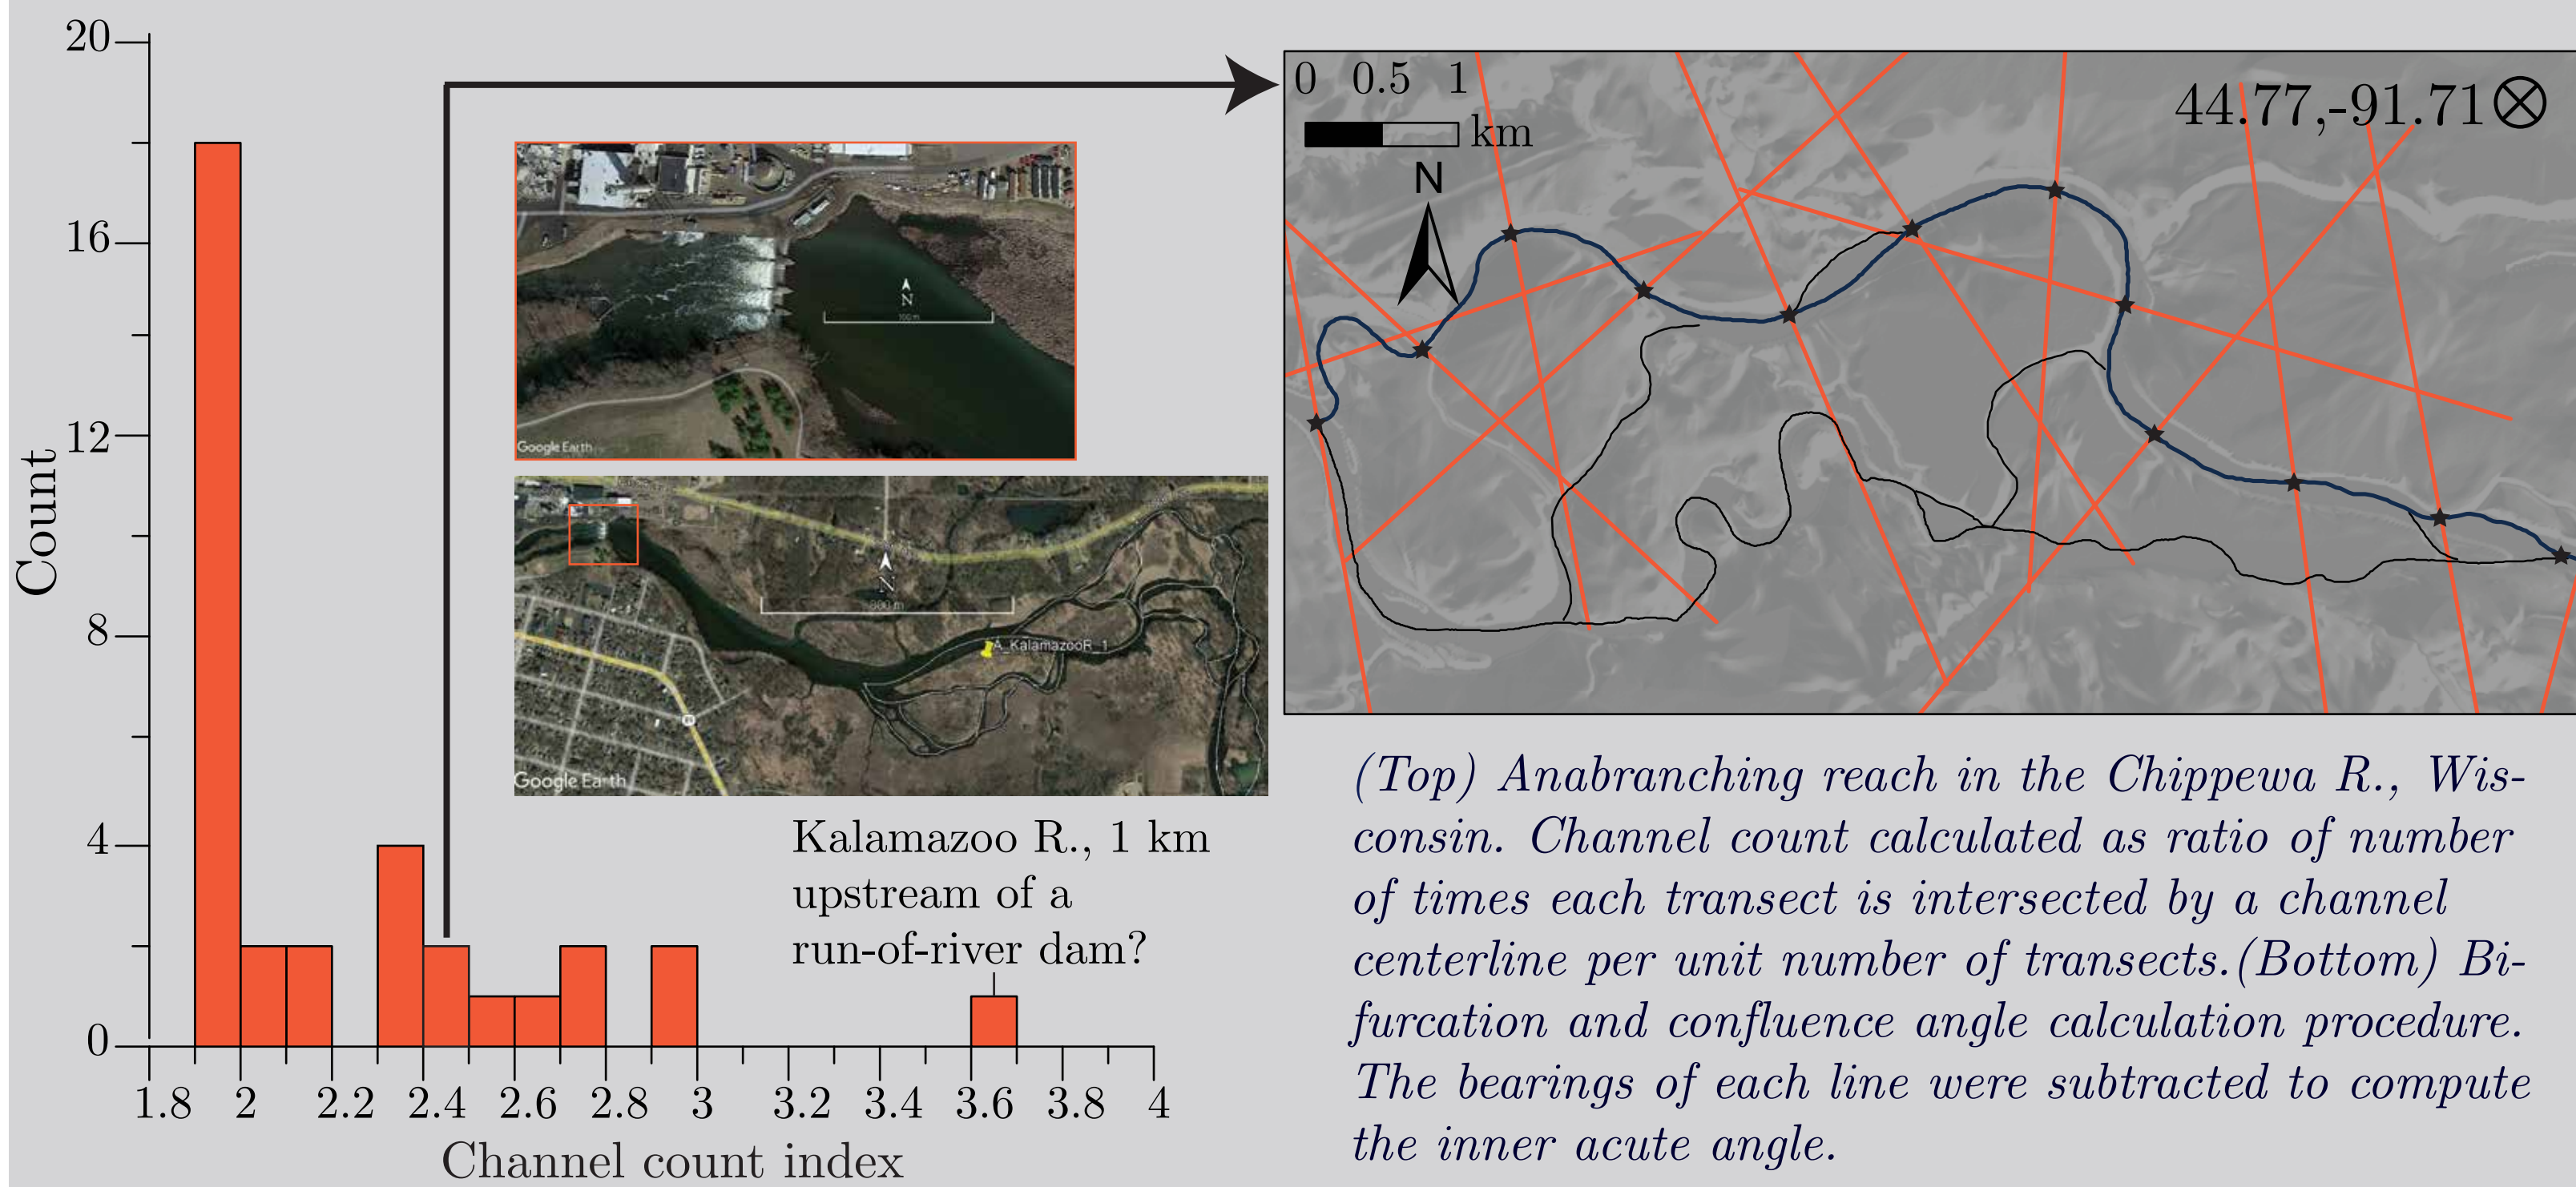 20
16
12
8
4
0
Count
1.8 2 2.2 2.4 2.6 2.8 3 3.2 3.4 3.6 3.8 4
Channel count index
N
100 m
Google Earth
N
800 m
A_KalamazooR_1
Google Earth
Kalamazoo R., 1 km
upstream of a
run-of-river dam?
0 0.5 1
km
N
44.77,-91.71
(Top) Anabranching reach in the Chippewa R., Wis-
consin. Channel count calculated as ratio of number
of times each transect is intersected by a channel
centerline per unit number of transects.(Bottom) Bi-
furcation and confluence angle calculation procedure.
The bearings of each line were subtracted to compute
the inner acute angle.